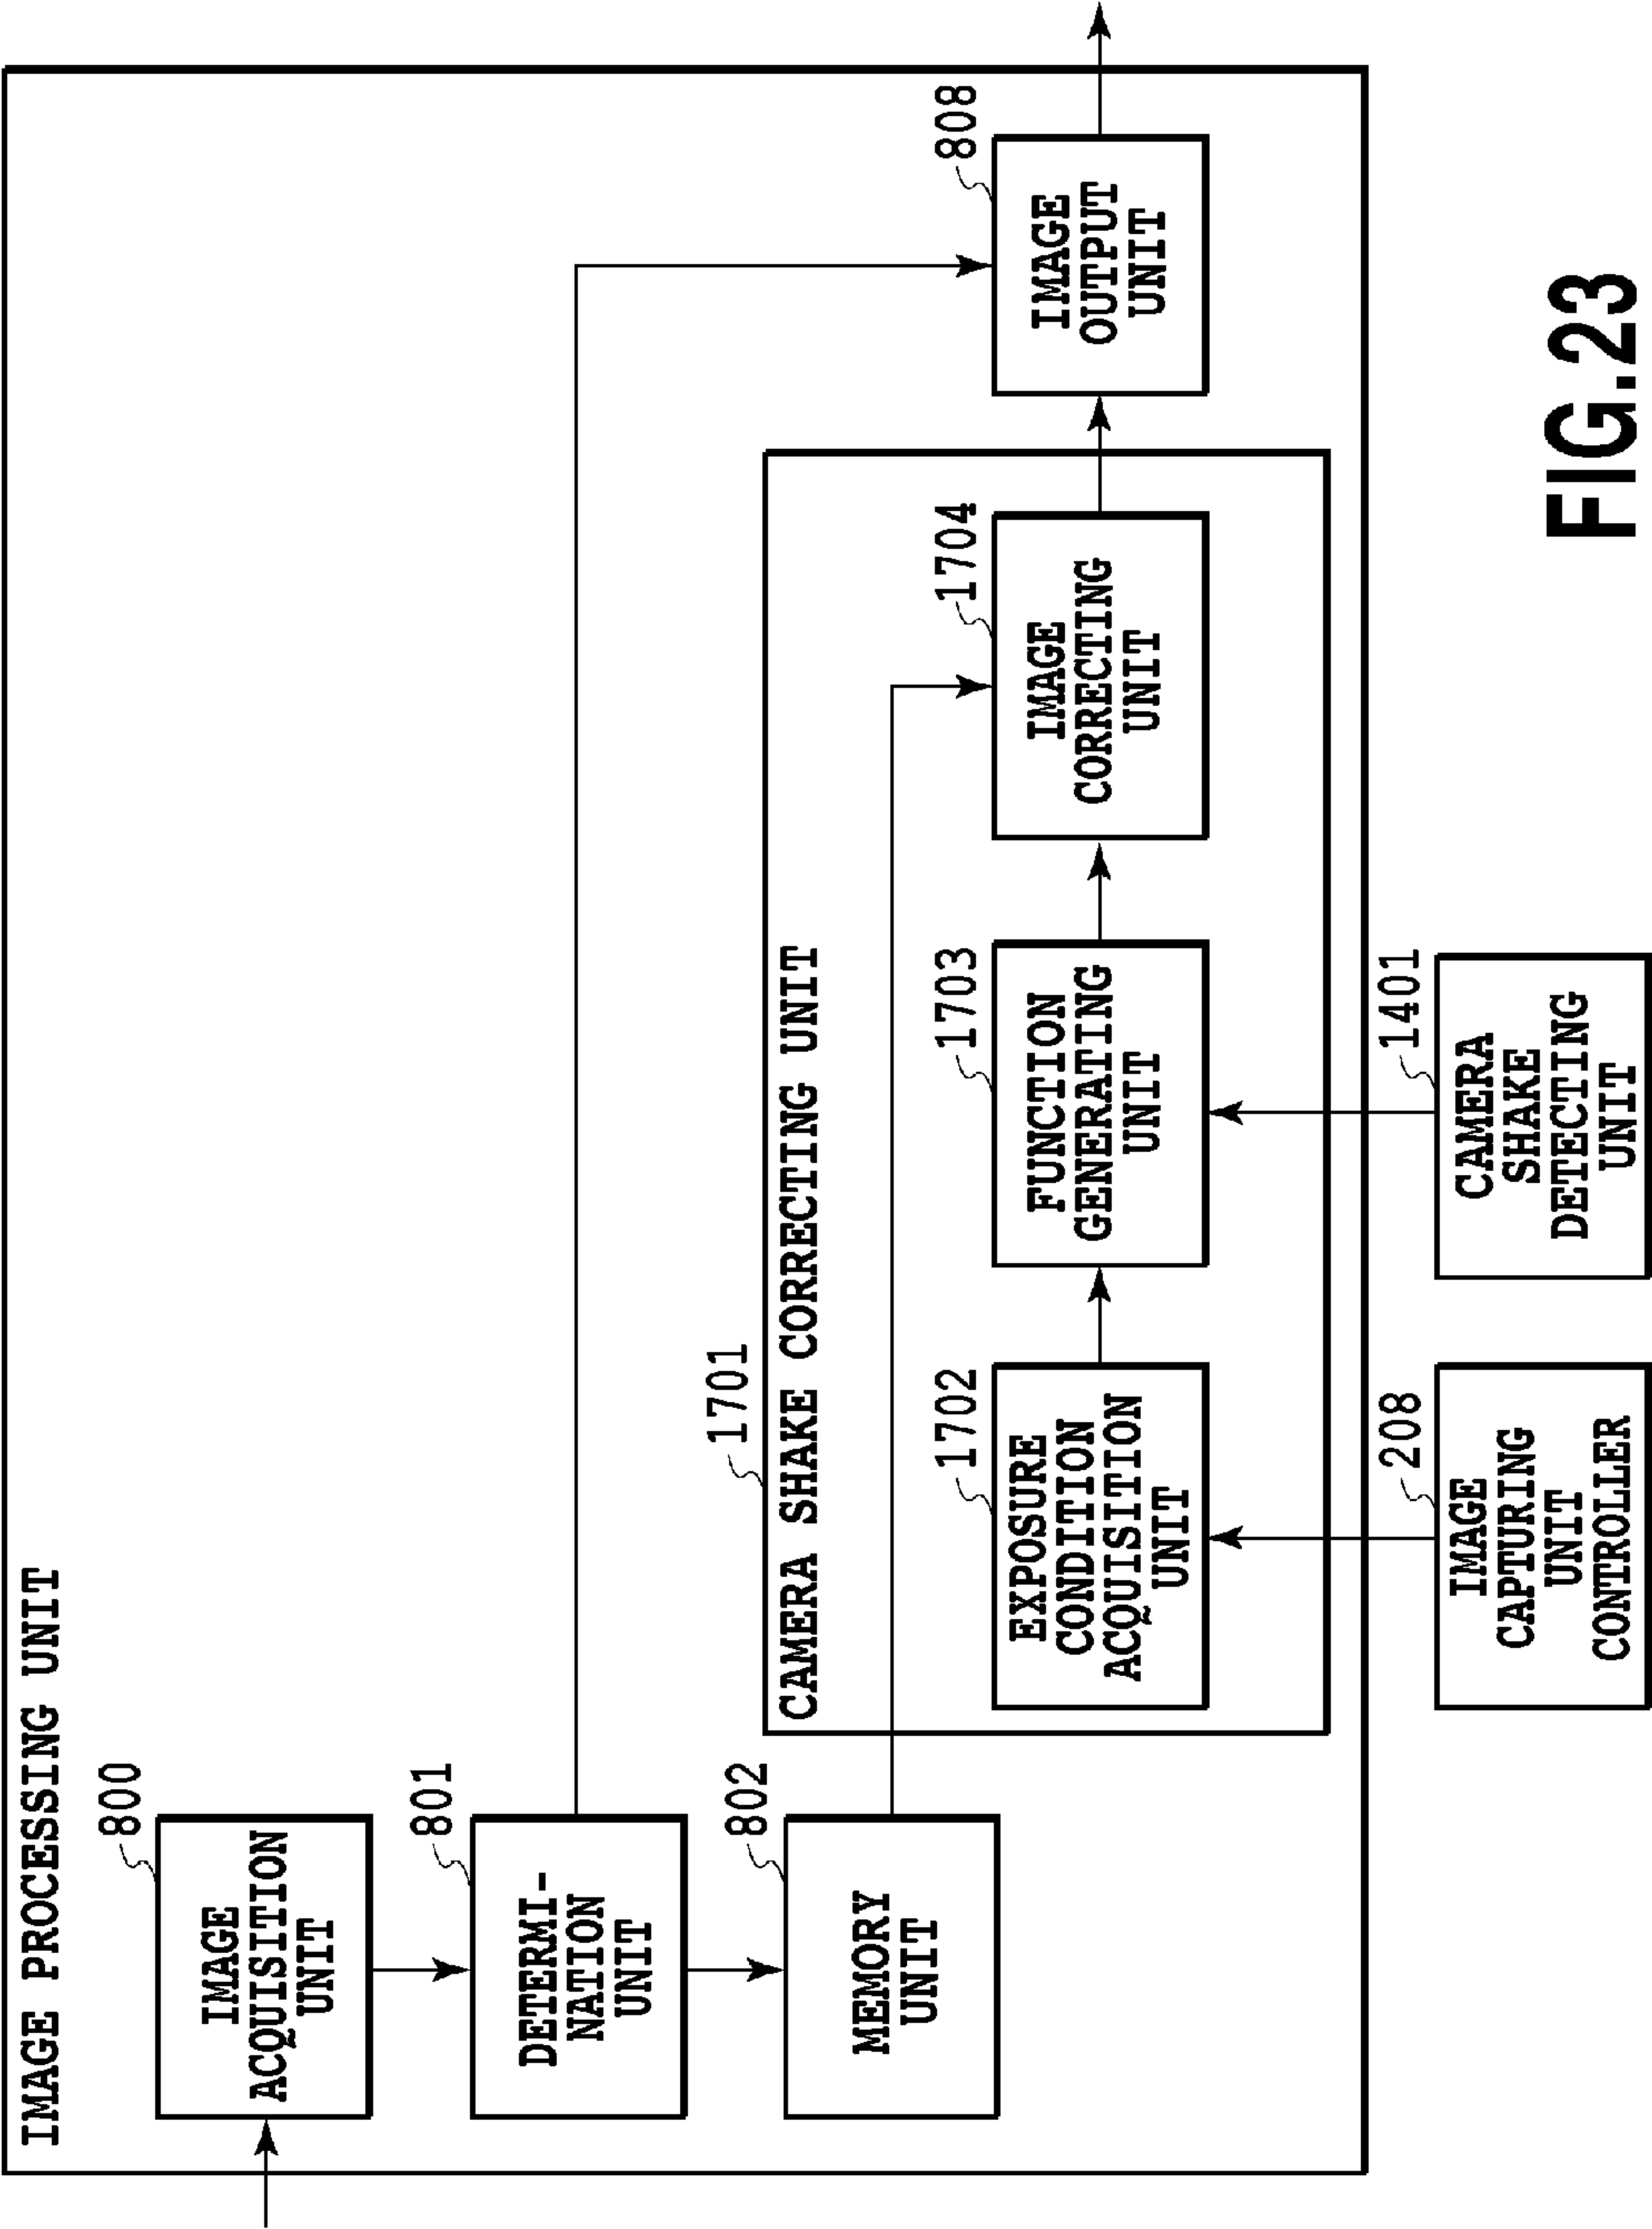 IMAGE PROCESSING UNIT
800
IMAGE
ACQUISITION
UNIT
801
DETERMI-
NATION
UNIT
802
MEMORY
UNIT
1701
CAMERA SHAKE CORRECTING UNIT
1702
EXPOSURE
CONDITION
ACQUISITION
UNIT
1703
FUNCTION
GENERATING
UNIT
1704
IMAGE
CORRECTING
UNIT
808
IMAGE
OUTPUT
UNIT
208
IMAGE
CAPTURING
UNIT
CONTROLLER
1401
CAMERA
SHAKE
DETECTING
UNIT
FIG.23